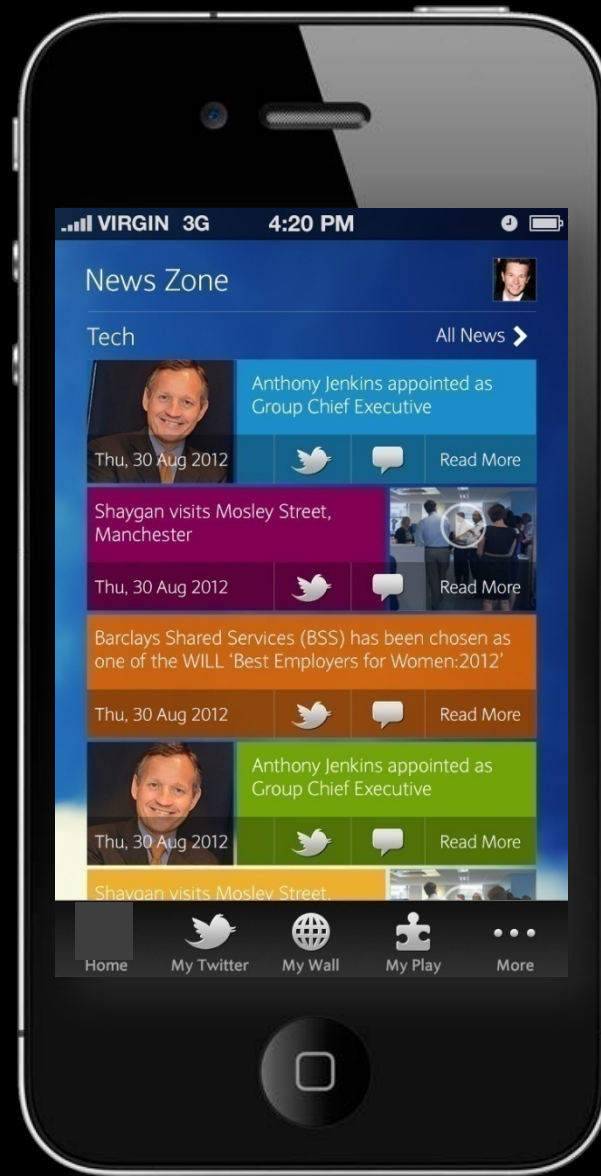 VIRGIN 3G 4:20 PM
News Zone
Tech All News
Anthony Jenkins appointed as
Group Chief Executive
Thu, 30 Aug 2012 Read More
Shaygan visits Mosley Street,
Manchester
Thu, 30 Aug 2012 Read More
Barclays Shared Services (BSS) has been chosen as
one of the WILL ‘Best Employers for Women:2012’
Thu, 30 Aug 2012 Read More
Anthony Jenkins appointed as
Group Chief Executive
Thu, 30 Aug 2012 Read More
Shaygan visits Mosley Street,
Home My Twitter My Wall My Play More